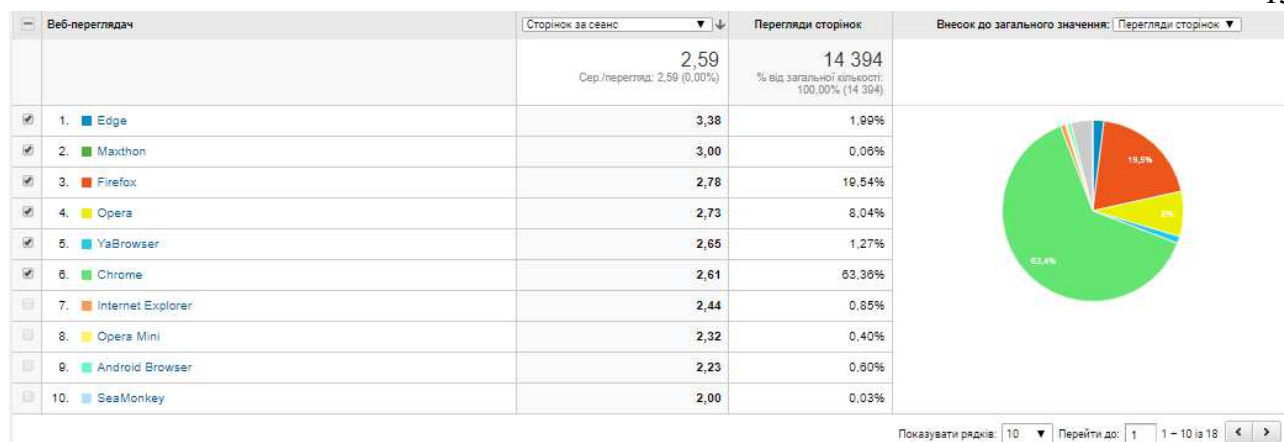 Веб-переглядач Сторінок за сеанс ▼ Перегляди сторінок Внесок до загального значення: Перегляди сторінок ▼
2,59 14 394
Сер./перегляд: 2,59 (0,00%) % від загальної кількості:
100,00% (14 394)
1. Edge 3,38 1,99%
2. Maxthon 3,00 0,06%
3. Firefox 2,78 19,54%
4. Opera 2,73 8,04%
5. YaBrowser 2,65 1,27%
6. Chrome 2,61 63,36%
7. Internet Explorer 2,44 0,85%
8. Opera Mini 2,32 0,40%
9. Android Browser 2,23 0,60%
10. SeaMonkey 2,00 0,03%
19,5%
8%
63,4%
Показувати рядків: 10 ▼ Перейти до: 1 1 – 10 із 18 < >